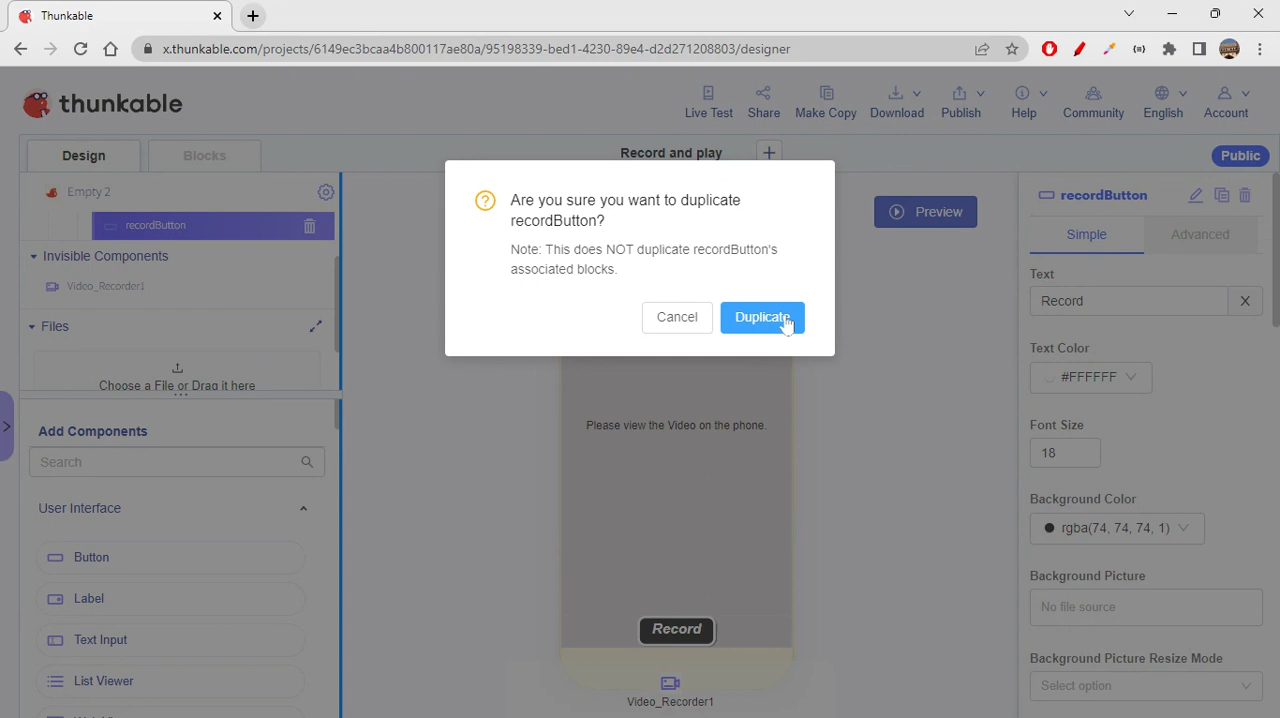 Thunkable
x.thunkable.com/projects/6149ec3bcaa4b800117ae80a/95198339-bed1-4230-89e4-d2d271208803/designer
thunkable
Live Test
Share
Make Copy
Download
Publish
Help
Community
English
Account
Design
Blocks
Record and play
Public
Empty 2
recordButton
Invisible Components
Video_Recorder1
Files
Choose a File or Drag it here
Add Components
Search
User Interface
Button
Label
Text Input
List Viewer
Are you sure you want to duplicate
recordButton?
Note: This does NOT duplicate recordButton's
associated blocks.
Cancel
Duplicate
Preview
Please view the Video on the phone.
Record
Video_Recorder1
recordButton
Simple
Advanced
Text
Record
Text Color
#FFFFFF
Font Size
18
Background Color
rgba(74, 74, 74, 1)
Background Picture
No file source
Background Picture Resize Mode
Select option